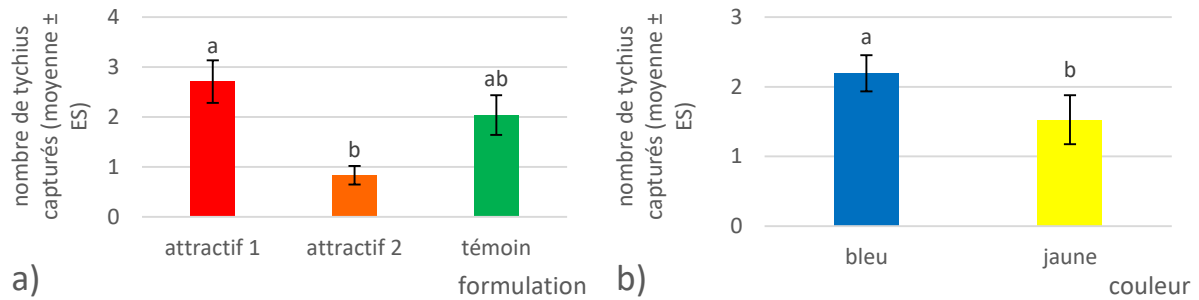 nombre de tychius
capturés (moyenne ±
ES)
4
3
2
1
0
a
b
ab
attractif 1 attractif 2 témoin
formulation
a)
nombre de tychius
capturés (moyenne ±
ES)
3
2
1
0
a
b
bleu jaune
couleur
b)